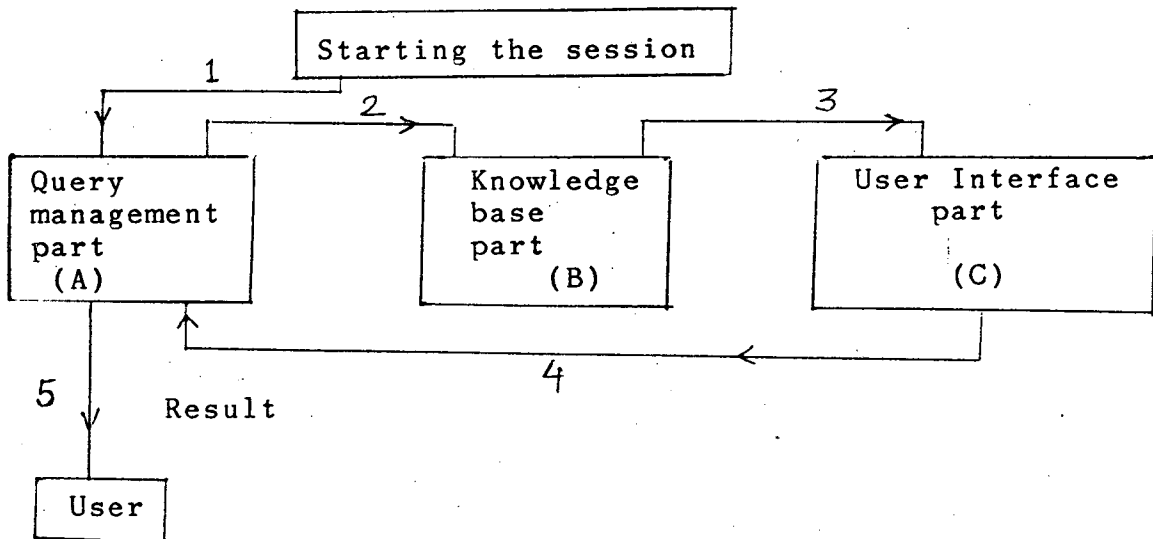 Starting the session
1
2
3
Query
management
part
(A)
Knowledge
base
part
(B)
User Interface
part
(C)
4
5
Result
User